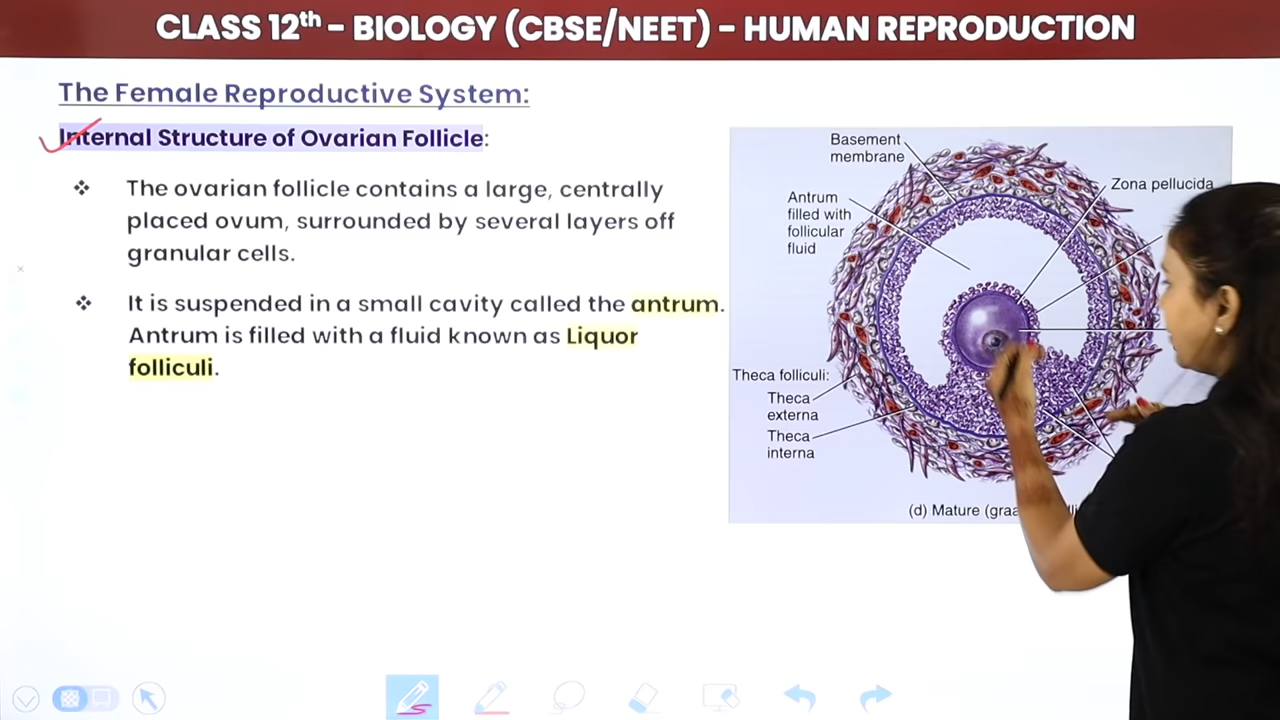 CLASS 12th - BIOLOGY (CBSE/NEET) - HUMAN REPRODUCTION
The Female Reproductive System:
Internal Structure of Ovarian Follicle:
❖ The ovarian follicle contains a large, centrally
placed ovum, surrounded by several layers off
granular cells.
❖ It is suspended in a small cavity called the antrum.
Antrum is filled with a fluid known as Liquor
folliculi.
Basement
membrane
Zona pellucida
Antrum
filled with
follicular
fluid
Theca folliculi:
Theca
externa
Theca
interna
(d) Mature